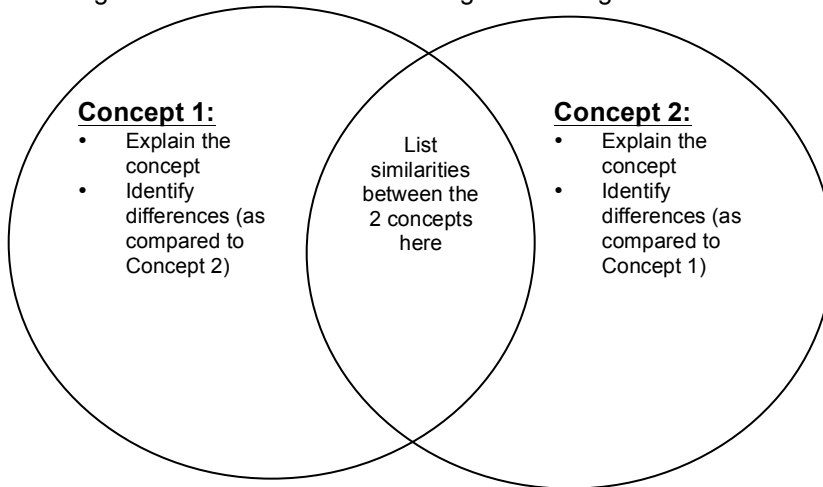 Concept 1:
• Explain the
concept
• Identify
differences (as
compared to
Concept 2)
List
similarities
between the
2 concepts
here
Concept 2:
• Explain the
concept
• Identify
differences (as
compared to
Concept 1)